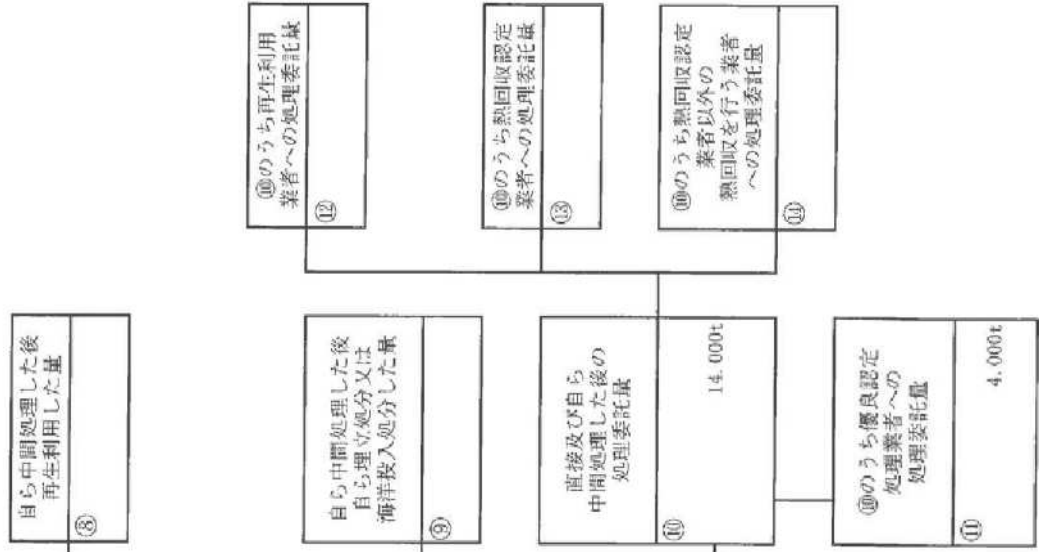 自ら中間処理した後
再生利用した量
⑧
自ら中間処理した後
自ら埋立処分又は
海洋投入処分した量
⑨
直接及び自ら
中間処理した後の
処理委託量
⑩
14.000t
⑩のうち優良認定
処理業者への
処理委託量
⑪
4.000t
⑩のうち再生利用
業者への処理委託量
⑫
⑩のうち熱回収認定
業者への処理委託量
⑬
⑩のうち熱回収認定
業者以外の
熱回収を行う業者
への処理委託量
⑭